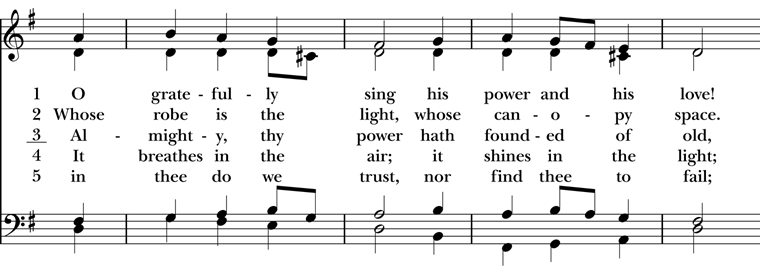 1 O grate - ful - ly sing his power and his love!
2 Whose robe is the light, whose can - o - py space.
3 Al - might - y, thy power hath found - ed of old,
4 It breathes in the air; it shines in the light;
5 in thee do we trust, nor find thee to fail;